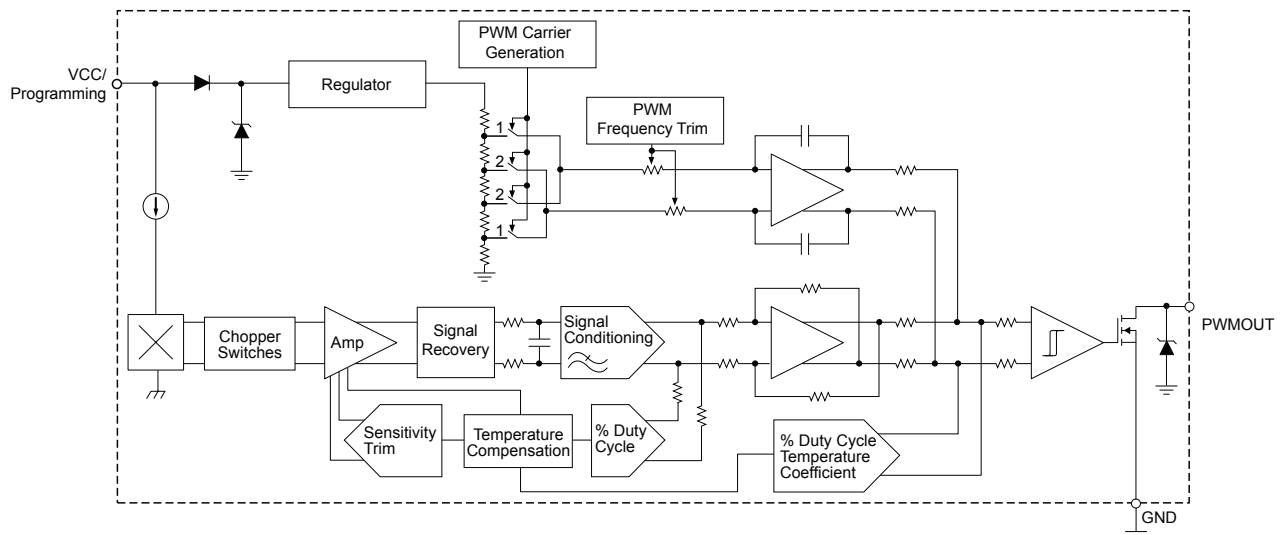 PWM Carrier
Generation
VCC/
Programming
Regulator
PWM
Frequency Trim
1
2
2
1
PWMOUT
Chopper
Switches
Amp
Signal
Recovery
Signal
Conditioning
Sensitivity
Trim
Temperature
Compensation
% Duty
Cycle
% Duty Cycle
Temperature
Coefficient
GND